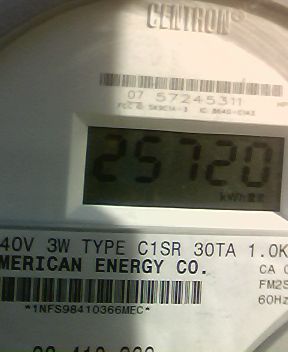 CENTRON®
07 57245311
25720
kWh
40V 3W TYPE C1SR 30TA 1.0K
MERICAN ENERGY CO.
CA
FM2S
60Hz
*1NFS98410366MEC*